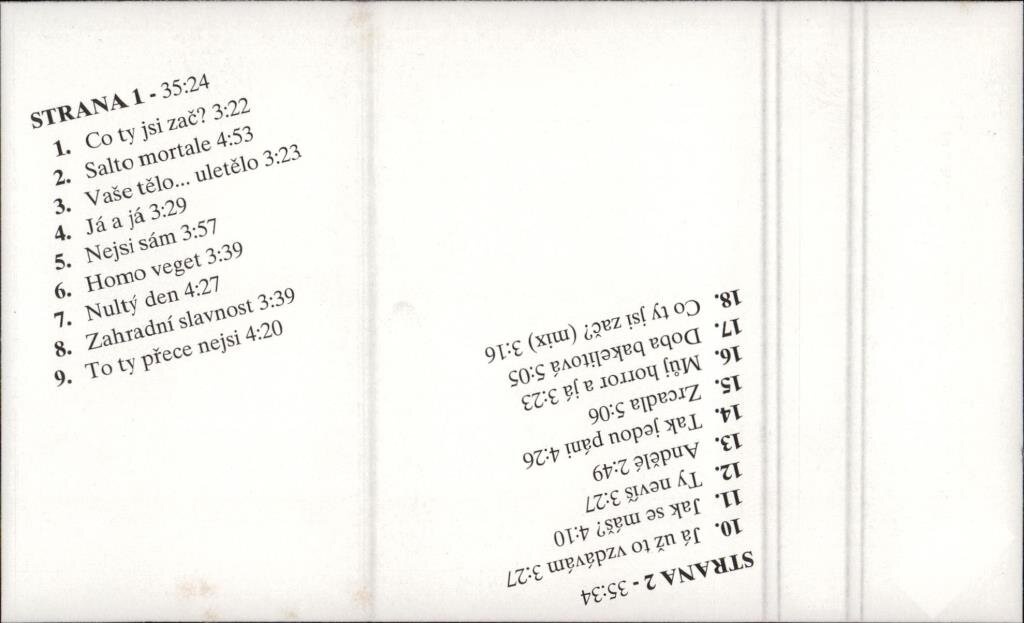 STRANA 1 - 35:24
1. Co ty jsi zač? 3:22
2. Salto mortale 4:53
3. Vaše tělo... uletělo 3:23
4. Já a já 3:29
5. Nejsi sám 3:57
6. Homo veget 3:39
7. Nultý den 4:27
8. Zahradní slavnost 3:39
9. To ty přece nejsi 4:20
STRANA 2 - 35:34
10. Já už to vzdávám 3:27
11. Jak se máš? 4:10
12. Ty nevíš 3:27
13. Andělé 2:49
14. Tak jedou páni 4:26
15. Zrcadla 5:06
16. Můj horror a já 3:23
17. Doba bakelitová 5:05
18. Co ty jsi zač? (mix) 3:16